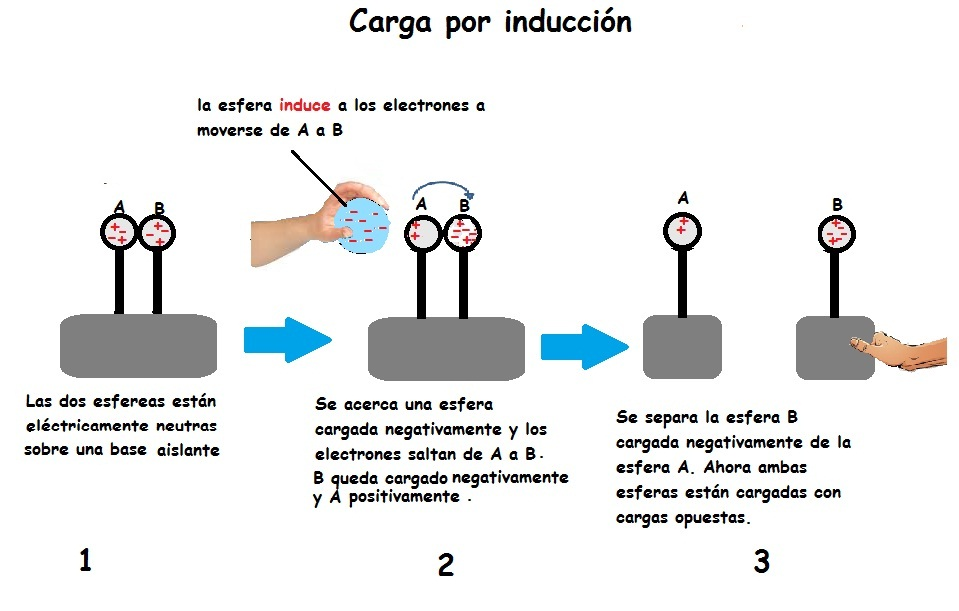 Carga por inducción
la esfera induce a los electrones a
moverse de A a B
A B
A B
A
B
Las dos esfereas están
eléctricamente neutras
sobre una base aislante
Se acerca una esfera
cargada negativamente y los
electrones saltan de A a B.
B queda cargado negativamente
y A positivamente .
Se separa la esfera B
cargada negativamente de la
esfera A. Ahora ambas
esferas están cargadas con
cargas opuestas.
1
2
3